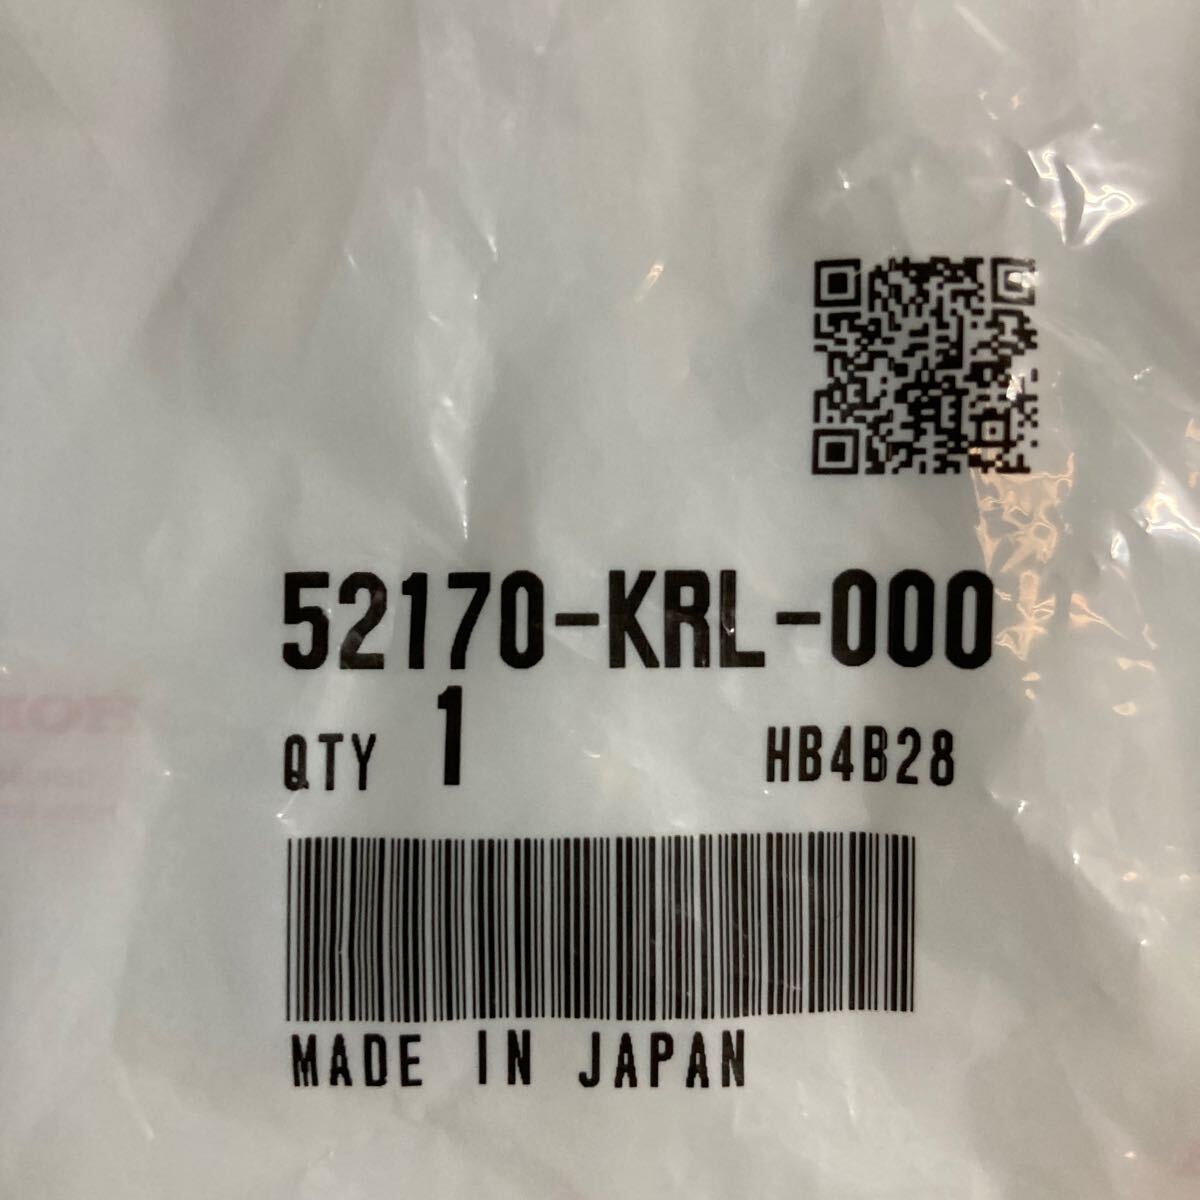 52170-KRL-000
QTY 1 HB4B28
MADE IN JAPAN